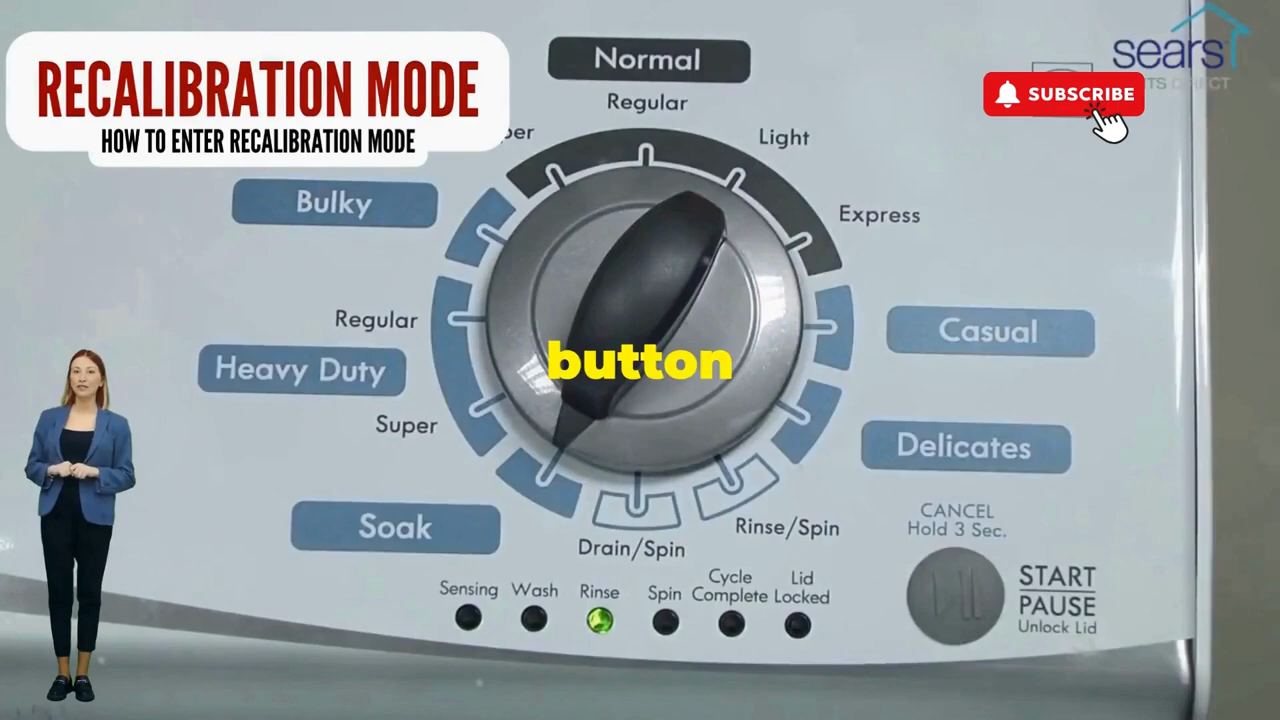 RECALIBRATION MODE
HOW TO ENTER RECALIBRATION MODE
sears
SUBSCRIBE
Normal
Regular
Light
Bulky
Express
Regular
Casual
Heavy Duty
button
Super
Delicates
Soak
Rinse/Spin
Drain/Spin
CANCEL
Hold 3 Sec.
Sensing
Wash
Rinse
Spin
Cycle
Complete
Lid
Locked
START
PAUSE
Unlock Lid